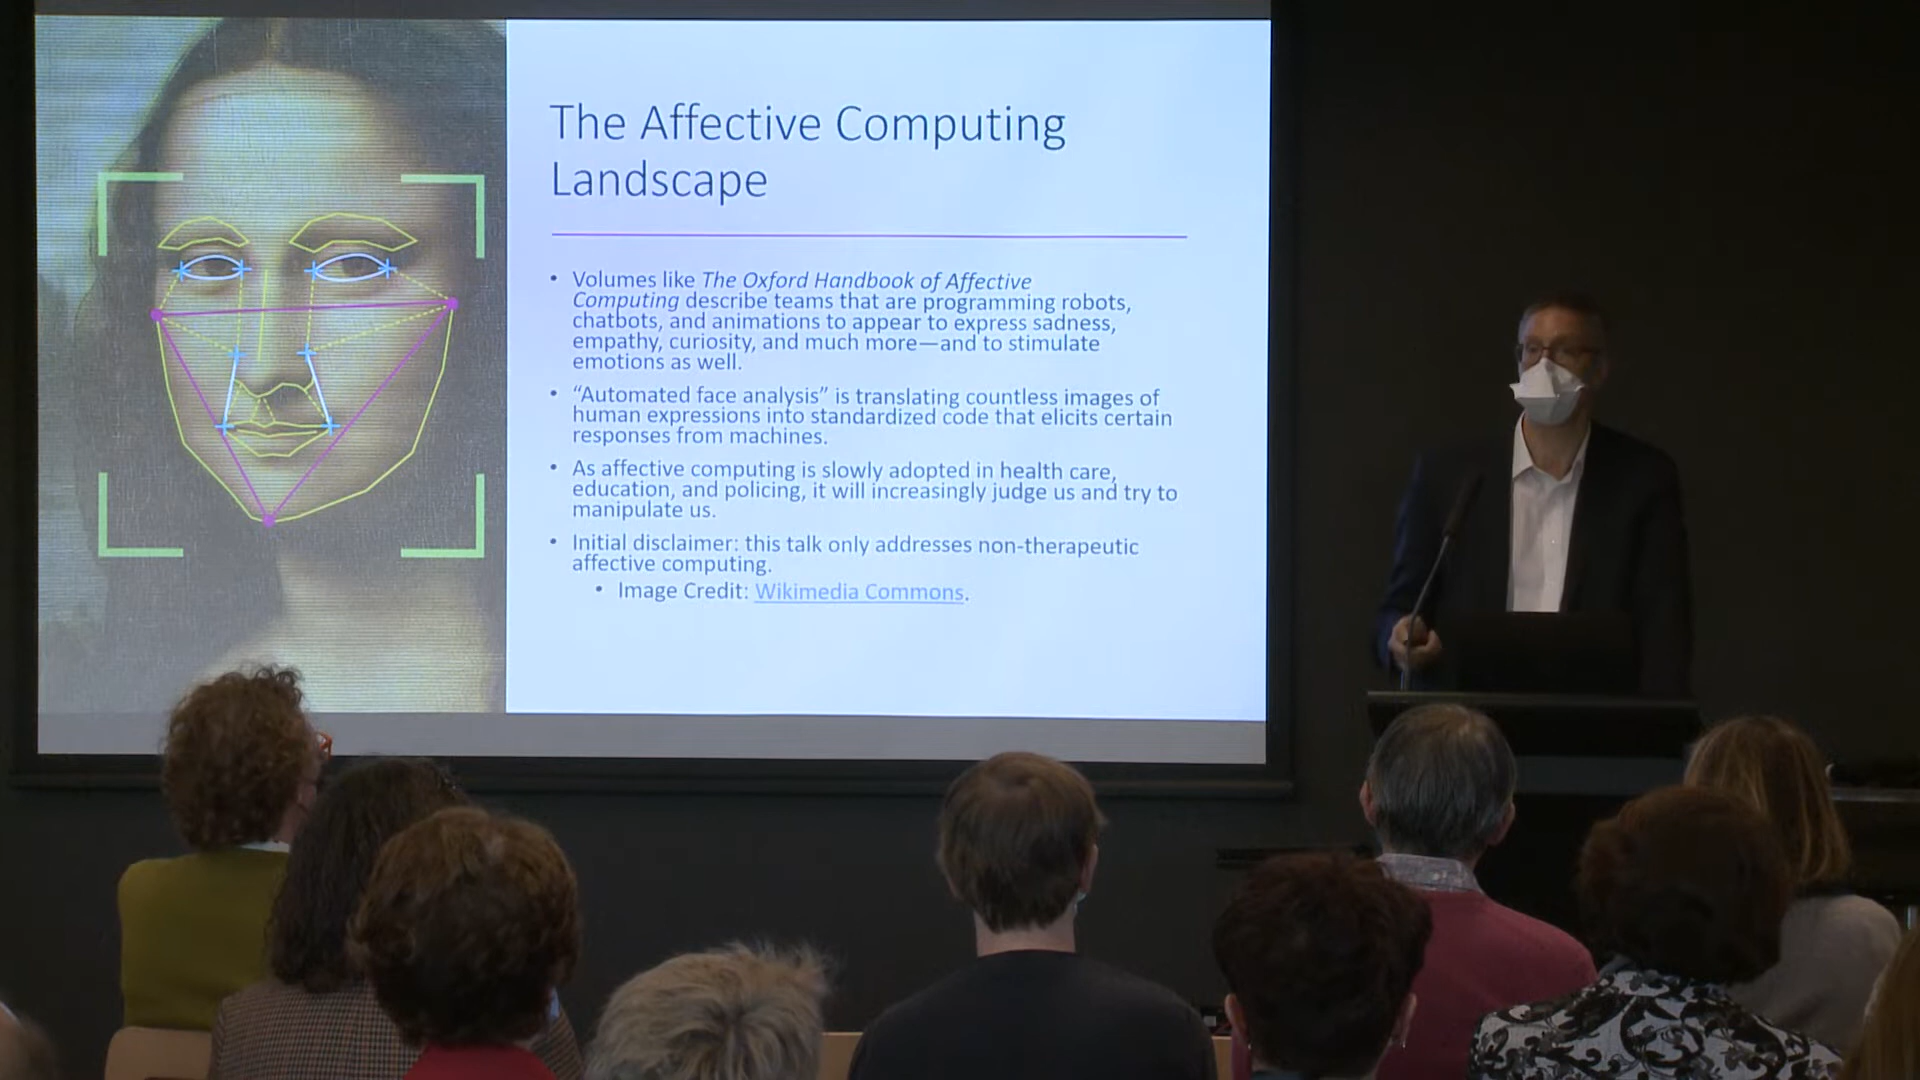 The Affective Computing
Landscape
• Volumes like The Oxford Handbook of Affective
Computing describe teams that are programming robots,
chatbots, and animations to appear to express sadness,
empathy, curiosity, and much more—and to stimulate
emotions as well.
• “Automated face analysis” is translating countless images of
human expressions into standardized code that elicits certain
responses from machines.
• As affective computing is slowly adopted in health care,
education, and policing, it will increasingly judge us and try to
manipulate us.
• Initial disclaimer: this talk only addresses non-therapeutic
affective computing.
• Image Credit: Wikimedia Commons.